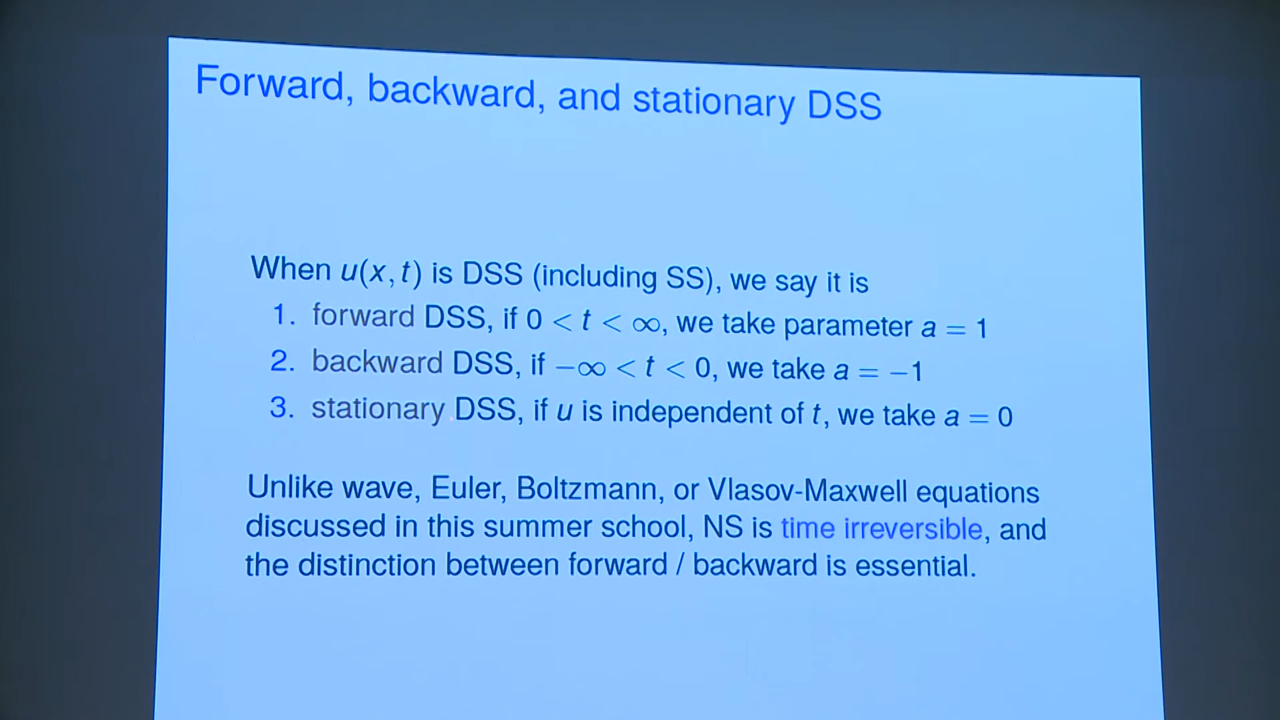 Forward, backward, and stationary DSS
When u(x, t) is DSS (including SS), we say it is
1. forward DSS, if 0 < t < ∞, we take parameter a = 1
2. backward DSS, if −∞ < t < 0, we take a = −1
3. stationary DSS, if u is independent of t, we take a = 0
Unlike wave, Euler, Boltzmann, or Vlasov-Maxwell equations
discussed in this summer school, NS is time irreversible, and
the distinction between forward / backward is essential.